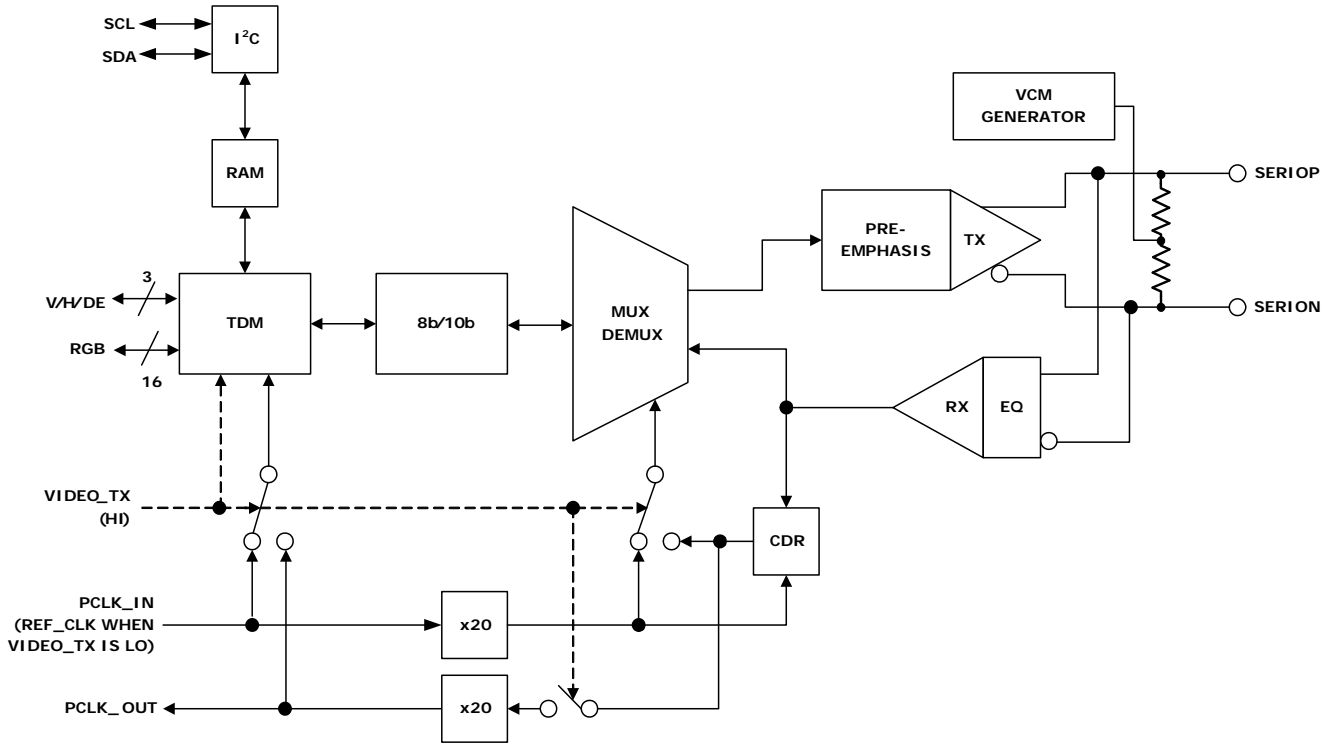 SCL
SDA
I²C
VCM
GENERATOR
RAM
SERIOP
PRE-
EMPHASIS
TX
3
V/H/DE
TDM
8b/10b
MUX
DEMUX
SERION
RGB
16
RX
EQ
VIDEO_TX
(HI)
CDR
PCLK_IN
(REF_CLK WHEN
VIDEO_TX IS LO)
x20
PCLK_OUT
x20